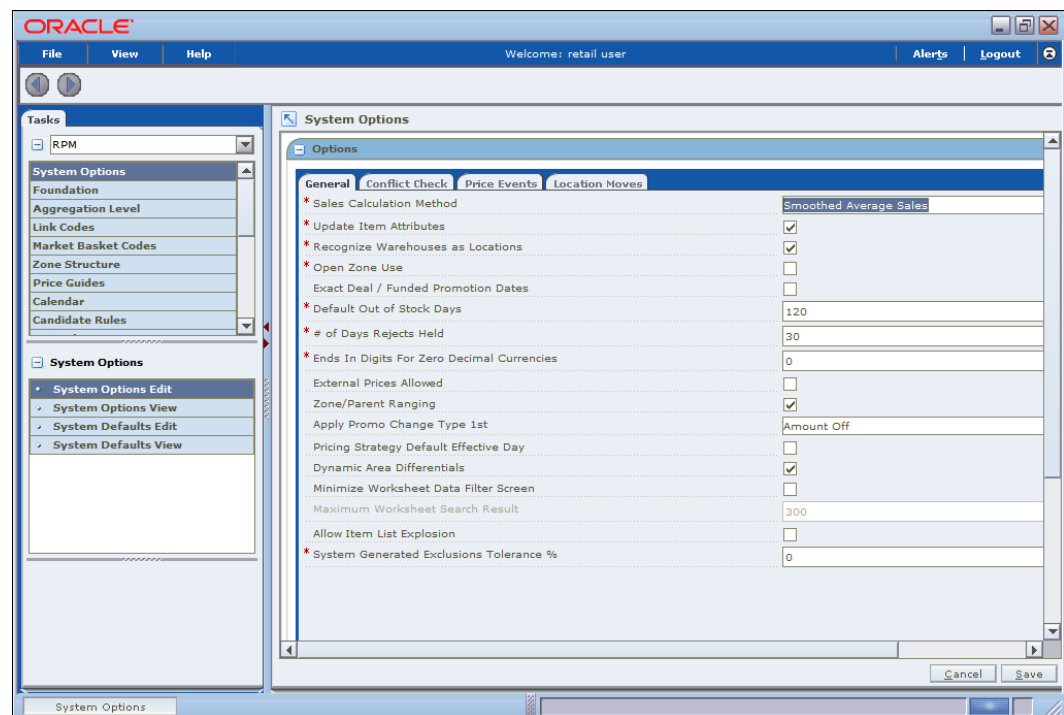 ORACLE
File View Help Welcome: retail user Alerts Logout
Tasks
RPM
System Options
Foundation
Aggregation Level
Link Codes
Market Basket Codes
Zone Structure
Price Guides
Calendar
Candidate Rules
System Options
System Options Edit
System Options View
System Defaults Edit
System Defaults View
System Options
Options
General Conflict Check Price Events Location Moves
* Sales Calculation Method Smoothed Average Sales
* Update Item Attributes
* Recognize Warehouses as Locations
* Open Zone Use
Exact Deal / Funded Promotion Dates
* Default Out of Stock Days 120
* # of Days Rejects Held 30
* Ends In Digits For Zero Decimal Currencies 0
External Prices Allowed
Zone/Parent Ranging
Apply Promo Change Type 1st Amount Off
Pricing Strategy Default Effective Day
Dynamic Area Differentials
Minimize Worksheet Data Filter Screen
Maximum Worksheet Search Result 300
Allow Item List Explosion
* System Generated Exclusions Tolerance % 0
Cancel Save
System Options